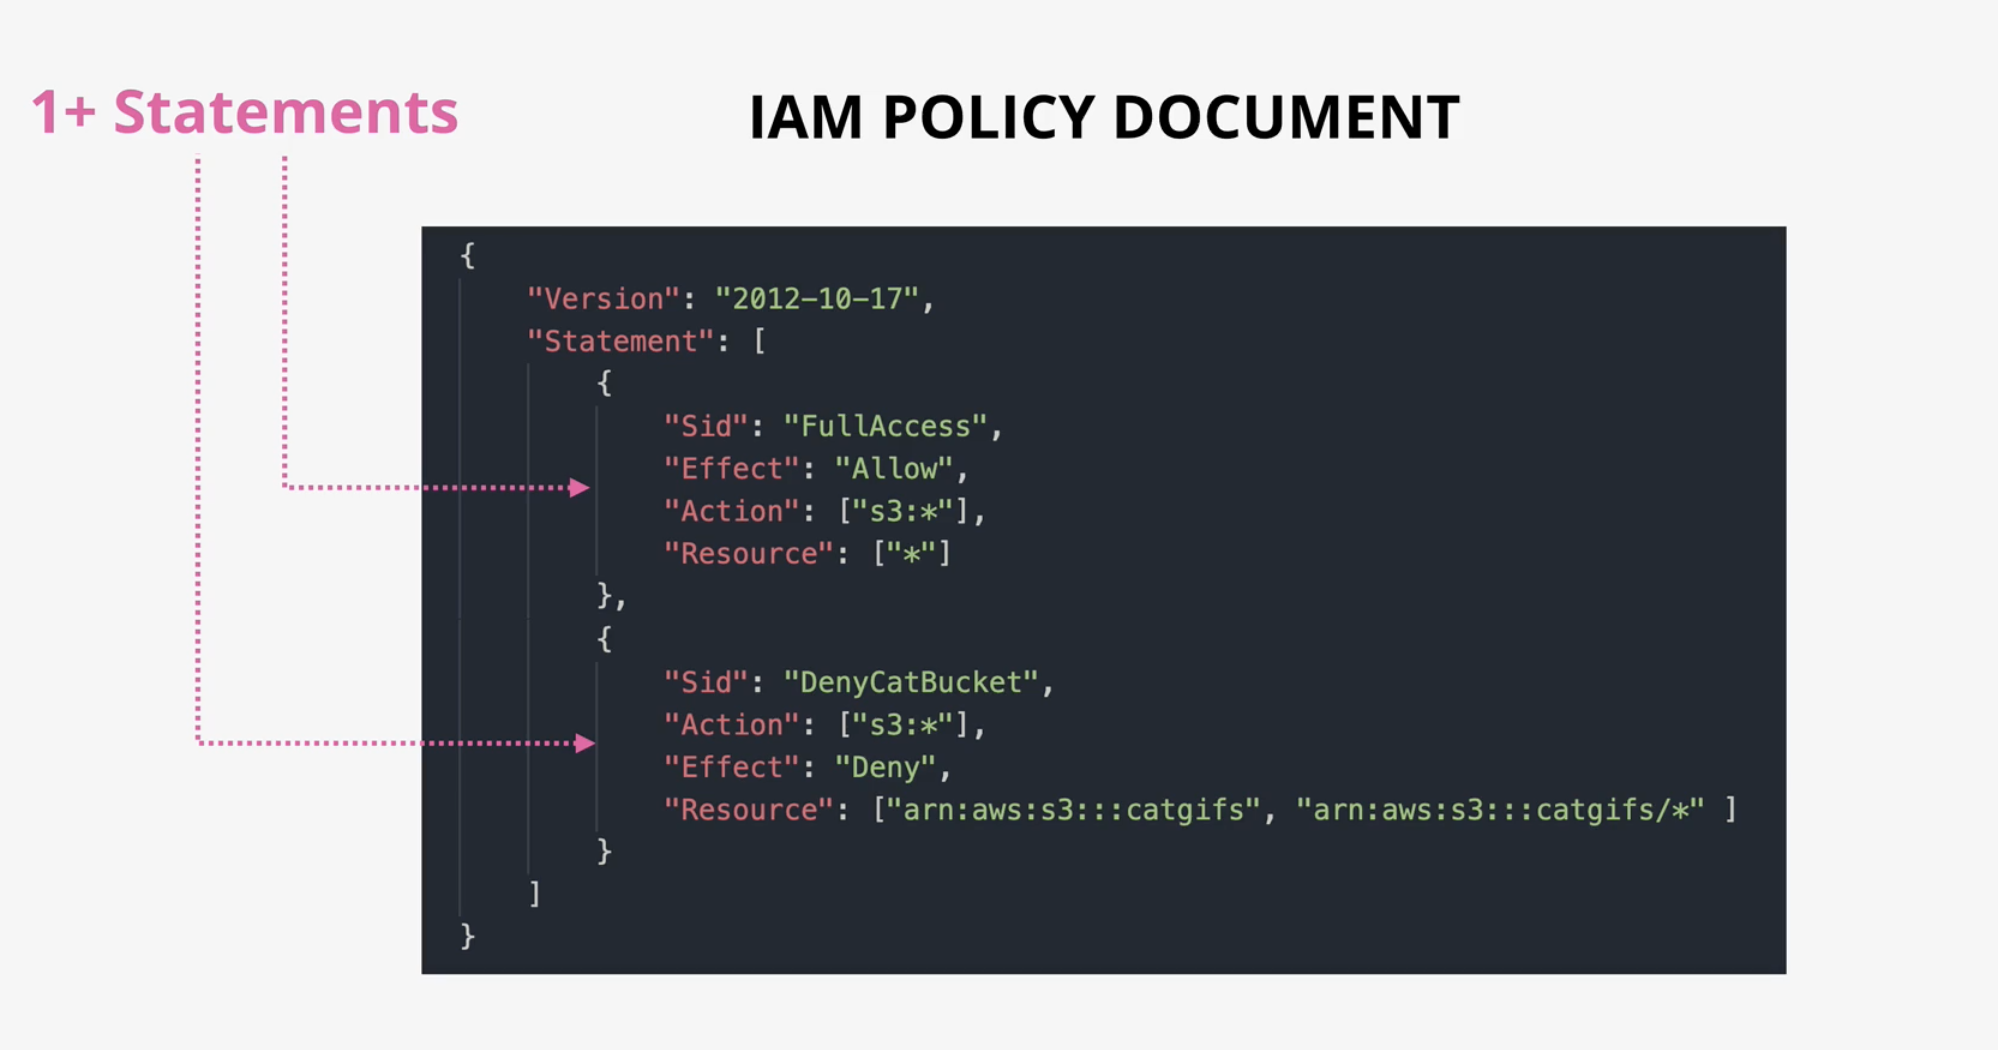 1+ Statements
IAM POLICY DOCUMENT
{
"Version": "2012-10-17",
"Statement": [
{
"Sid": "FullAccess",
"Effect": "Allow",
"Action": ["s3:*"],
"Resource": ["*"]
},
{
"Sid": "DenyCatBucket",
"Action": ["s3:*"],
"Effect": "Deny",
"Resource": ["arn:aws:s3:::catgifs", "arn:aws:s3:::catgifs/*" ]
}
]
}